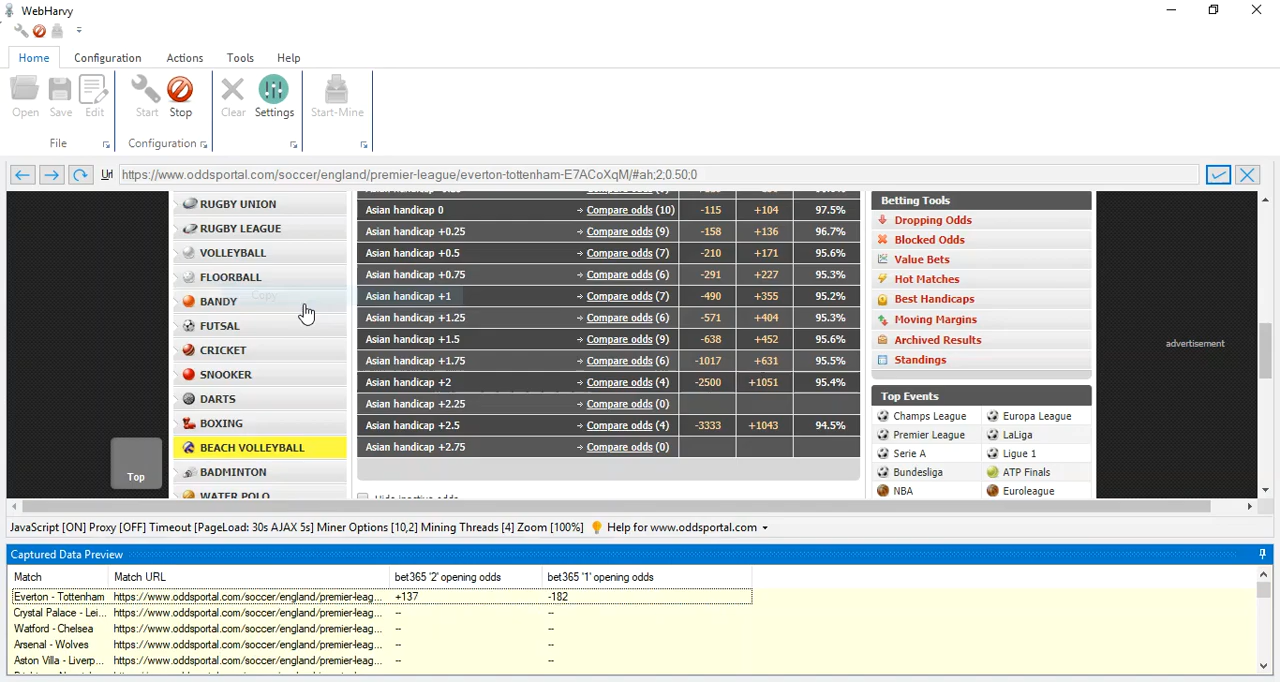 WebHarvy
Home Configuration Actions Tools Help
Open Save Edit Start Stop Clear Settings Start-Mine
File Configuration
Url https://www.oddsportal.com/soccer/england/premier-league/everton-tottenham-E7ACoXqM/#ah;2;0.50;0
RUGBY UNION
RUGBY LEAGUE
VOLLEYBALL
FLOORBALL
BANDY
Copy
FUTSAL
CRICKET
SNOOKER
DARTS
BOXING
BEACH VOLLEYBALL
BADMINTON
WATER POLO
Top
Asian handicap 0 Compare odds (10) -115 +104 97.5%
Asian handicap +0.25 Compare odds (9) -158 +136 96.7%
Asian handicap +0.5 Compare odds (7) -210 +171 95.6%
Asian handicap +0.75 Compare odds (6) -291 +227 95.3%
Asian handicap +1 Compare odds (7) -490 +355 95.2%
Asian handicap +1.25 Compare odds (6) -571 +404 95.3%
Asian handicap +1.5 Compare odds (9) -638 +452 95.6%
Asian handicap +1.75 Compare odds (6) -1017 +631 95.5%
Asian handicap +2 Compare odds (4) -2500 +1051 95.4%
Asian handicap +2.25 Compare odds (0)
Asian handicap +2.5 Compare odds (4) -3333 +1043 94.5%
Asian handicap +2.75 Compare odds (0)
Betting Tools
Dropping Odds
Blocked Odds
Value Bets
Hot Matches
Best Handicaps
Moving Margins
Archived Results
Standings
Top Events
Champs League Europa League
Premier League LaLiga
Serie A Ligue 1
Bundesliga ATP Finals
NBA Euroleague
advertisement
JavaScript [ON] Proxy [OFF] Timeout [PageLoad: 30s AJAX 5s] Miner Options [10,2] Mining Threads [4] Zoom [100%] Help for www.oddsportal.com
Captured Data Preview
Match Match URL bet365 '2' opening odds bet365 '1' opening odds
Everton - Tottenham https://www.oddsportal.com/soccer/england/premier-leag... +137 -182
Crystal Palace - Lei... https://www.oddsportal.com/soccer/england/premier-leag... -- --
Watford - Chelsea https://www.oddsportal.com/soccer/england/premier-leag... -- --
Arsenal - Wolves https://www.oddsportal.com/soccer/england/premier-leag... -- --
Aston Villa - Liverp... https://www.oddsportal.com/soccer/england/premier-leag... -- --